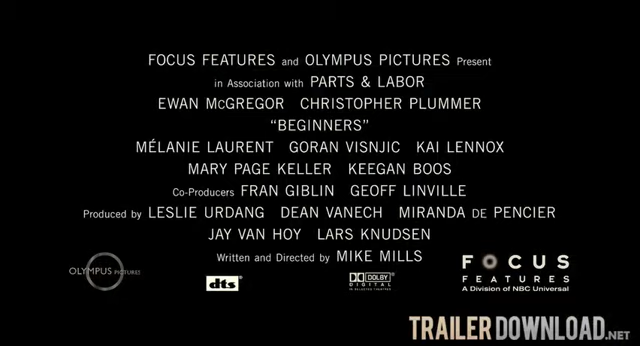 FOCUS FEATURES and OLYMPUS PICTURES Present
in Association with PARTS & LABOR
EWAN McGREGOR CHRISTOPHER PLUMMER
“BEGINNERS”
MÉLANIE LAURENT GORAN VISNJIC KAI LENNOX
MARY PAGE KELLER KEEGAN BOOS
Co-Producers FRAN GIBLIN GEOFF LINVILLE
Produced by LESLIE URDANG DEAN VANECH MIRANDA DE PENCIER
JAY VAN HOY LARS KNUDSEN
Written and Directed by MIKE MILLS
OLYMPUS PICTURES
dts
DOLBY
DIGITAL
IN SELECTED THEATRES
FOCUS
FEATURES
A Division of NBC Universal
TRAILERDOWNLOAD.NET